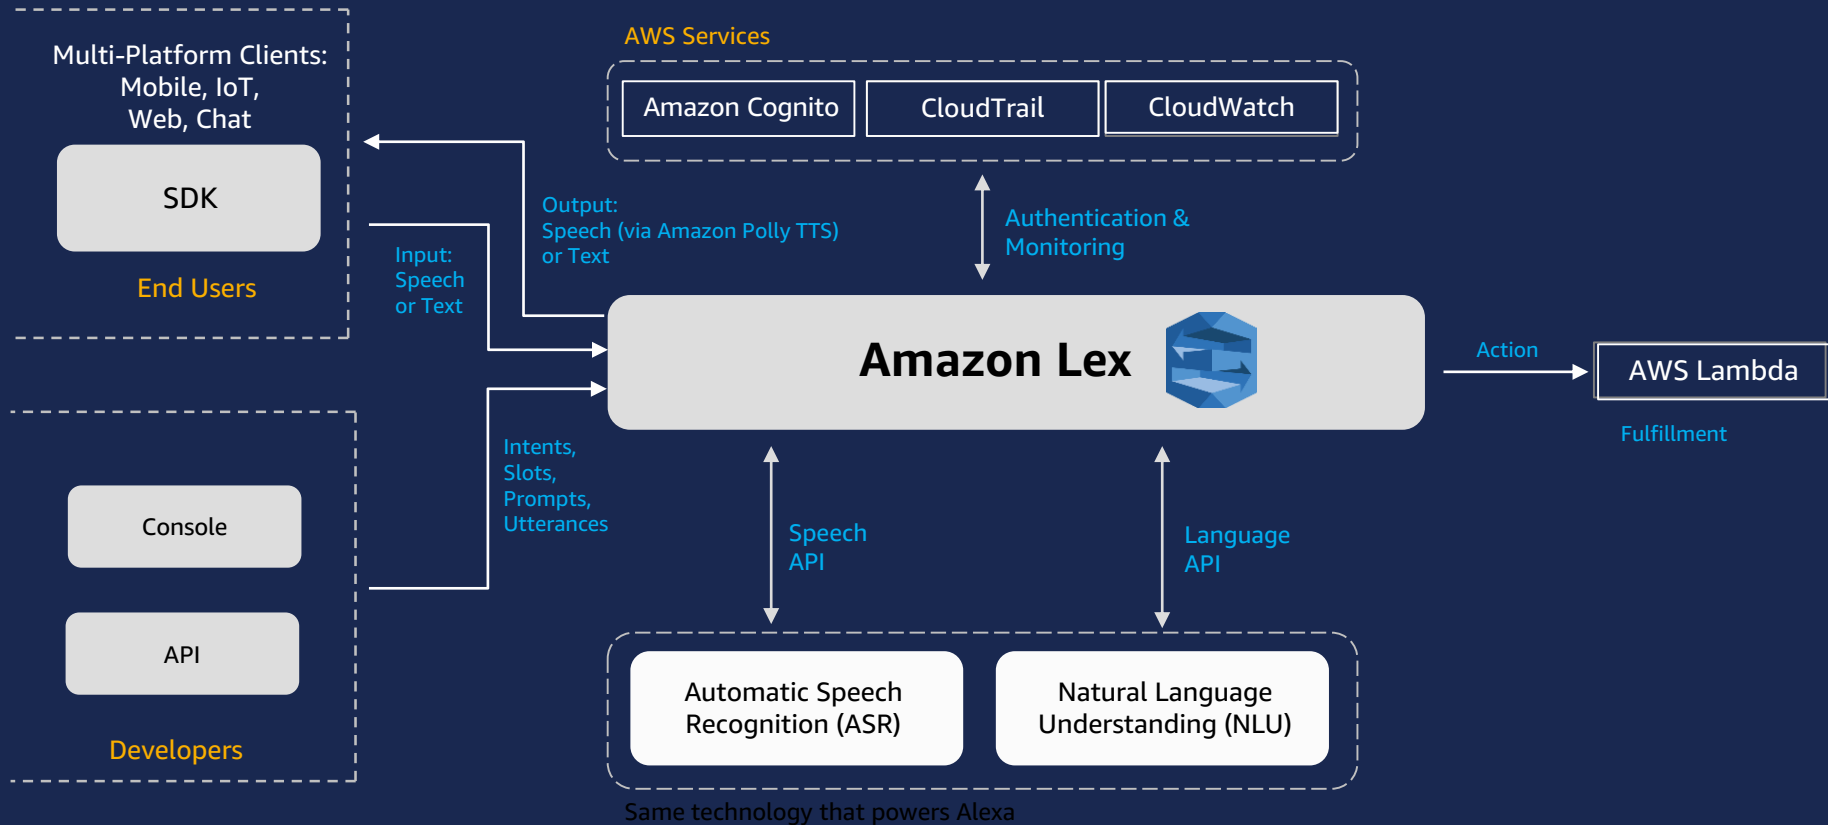 Multi-Platform Clients:
Mobile, IoT,
Web, Chat
SDK
End Users
AWS Services
Amazon Cognito
CloudTrail
CloudWatch
Output:
Speech (via Amazon Polly TTS)
or Text
Authentication &
Monitoring
Input:
Speech
or Text
Amazon Lex
Action
AWS Lambda
Fulfillment
Intents,
Slots,
Prompts,
Utterances
Console
API
Developers
Speech
API
Language
API
Automatic Speech
Recognition (ASR)
Natural Language
Understanding (NLU)
Same technology that powers Alexa